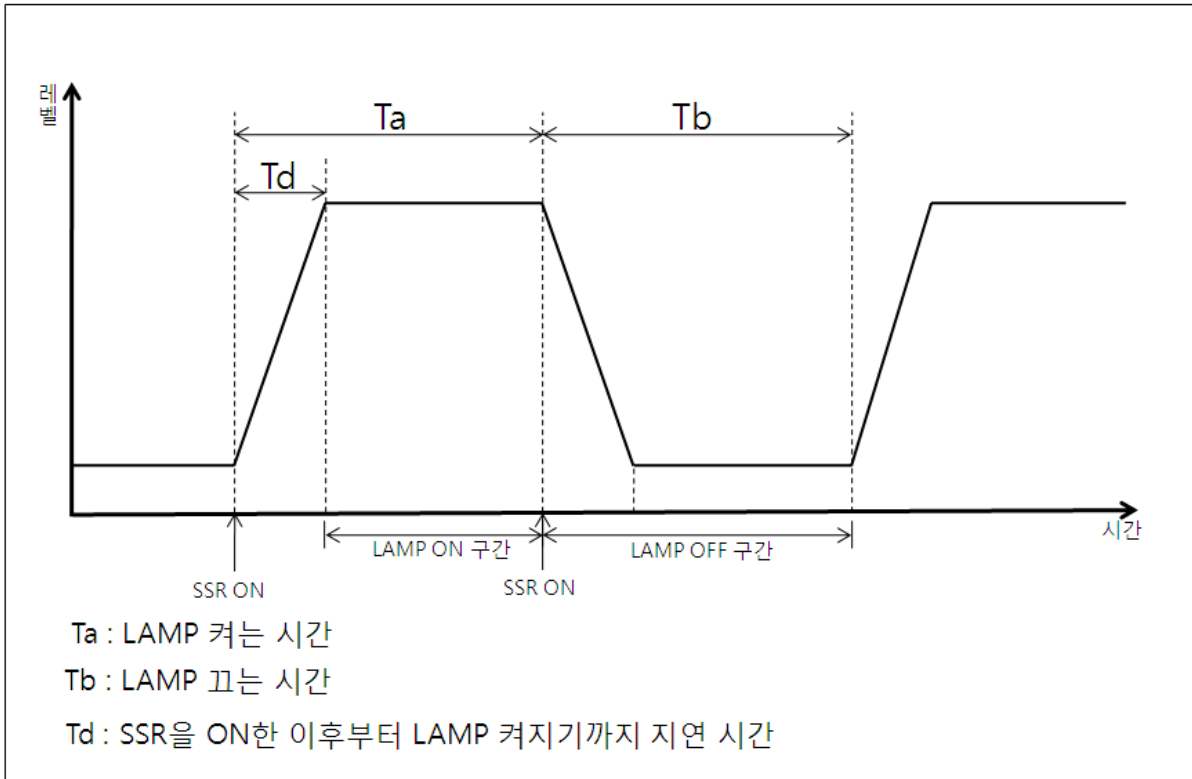 레벨
Ta
Tb
Td
시간
LAMP ON 구간
LAMP OFF 구간
SSR ON
SSR ON
Ta : LAMP 켜는 시간
Tb : LAMP 끄는 시간
Td : SSR을 ON한 이후부터 LAMP 켜지기까지 지연 시간